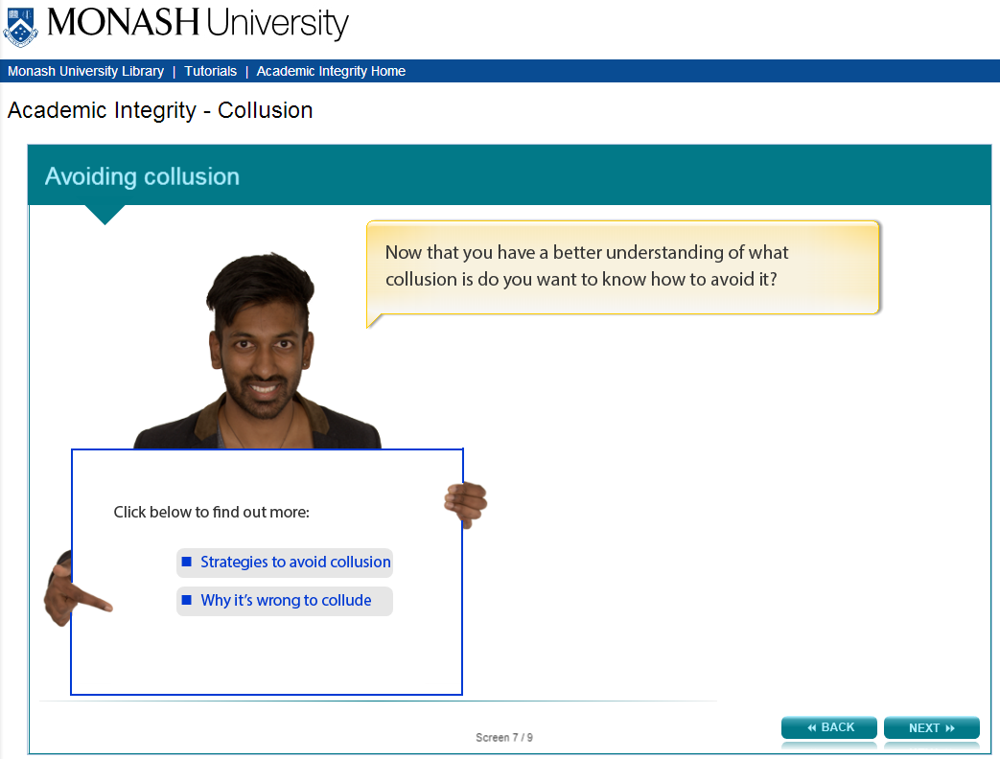 MONASH University
Monash University Library | Tutorials | Academic Integrity Home
Academic Integrity - Collusion
Avoiding collusion
Now that you have a better understanding of what
collusion is do you want to know how to avoid it?
Click below to find out more:
Strategies to avoid collusion
Why it’s wrong to collude
Screen 7 / 9
BACK
NEXT